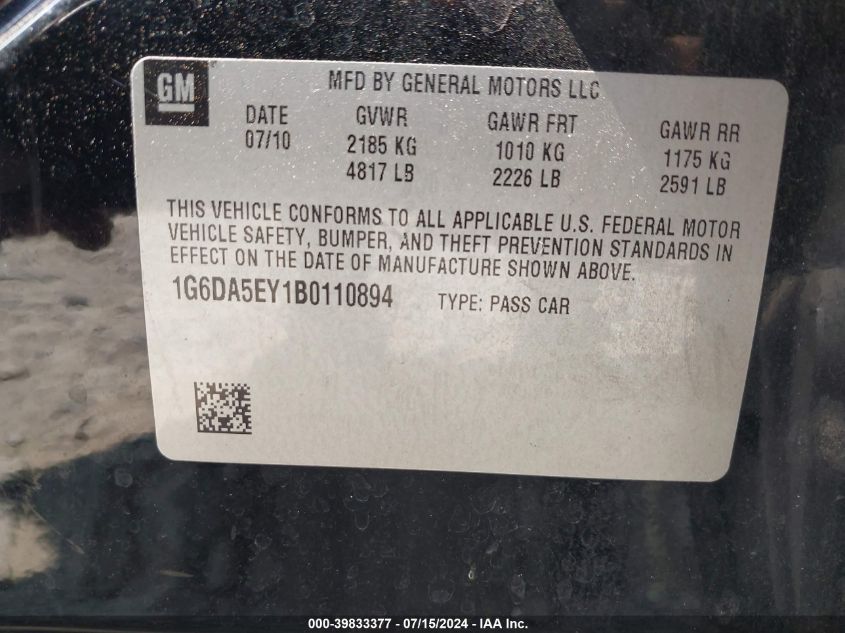 GM
MFD BY GENERAL MOTORS LLC
DATE GVWR GAWR FRT GAWR RR
07/10 2185 KG 1010 KG 1175 KG
4817 LB 2226 LB 2591 LB
THIS VEHICLE CONFORMS TO ALL APPLICABLE U.S. FEDERAL MOTOR
VEHICLE SAFETY, BUMPER, AND THEFT PREVENTION STANDARDS IN
EFFECT ON THE DATE OF MANUFACTURE SHOWN ABOVE.
1G6DA5EY1B0110894 TYPE: PASS CAR
000-39833377 - 07/15/2024 - IAA Inc.